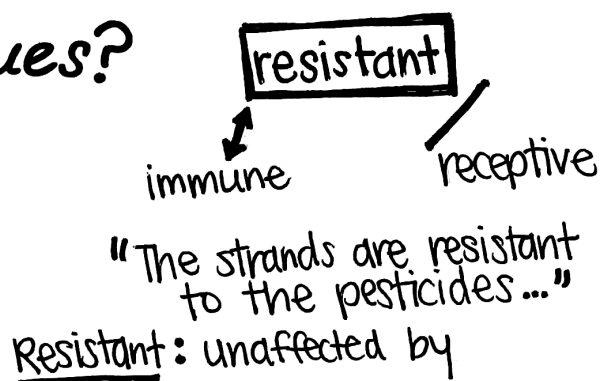 ues?
resistant
immune
receptive
"The strands are resistant
to the pesticides..."
Resistant: unaffected by